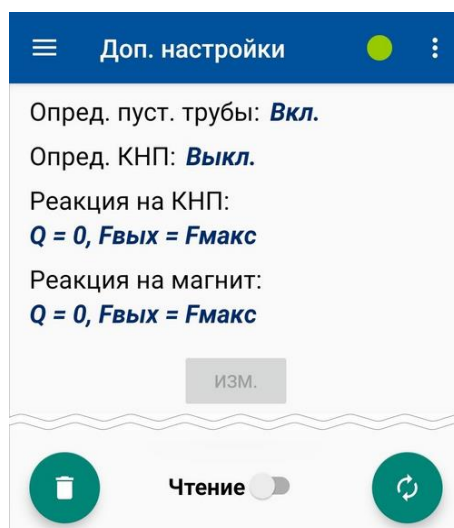 Доп. настройки
Опред. пуст. трубы: Вкл.
Опред. КНП: Выкл.
Реакция на КНП:
Q = 0, Fвых = Fмакс
Реакция на магнит:
Q = 0, Fвых = Fмакс
изм.
Чтение